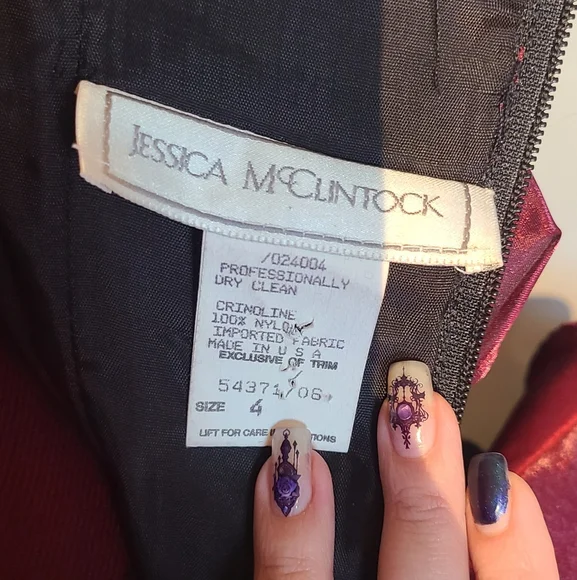 JESSICA MCCLINTOCK
/024004
PROFESSIONALLY
DRY CLEAN
CRINOLINE
100% NYLON
IMPORTED FABRIC
MADE IN U S A
EXCLUSIVE OF TRIM
54371/06
SIZE 4
LIFT FOR CARE